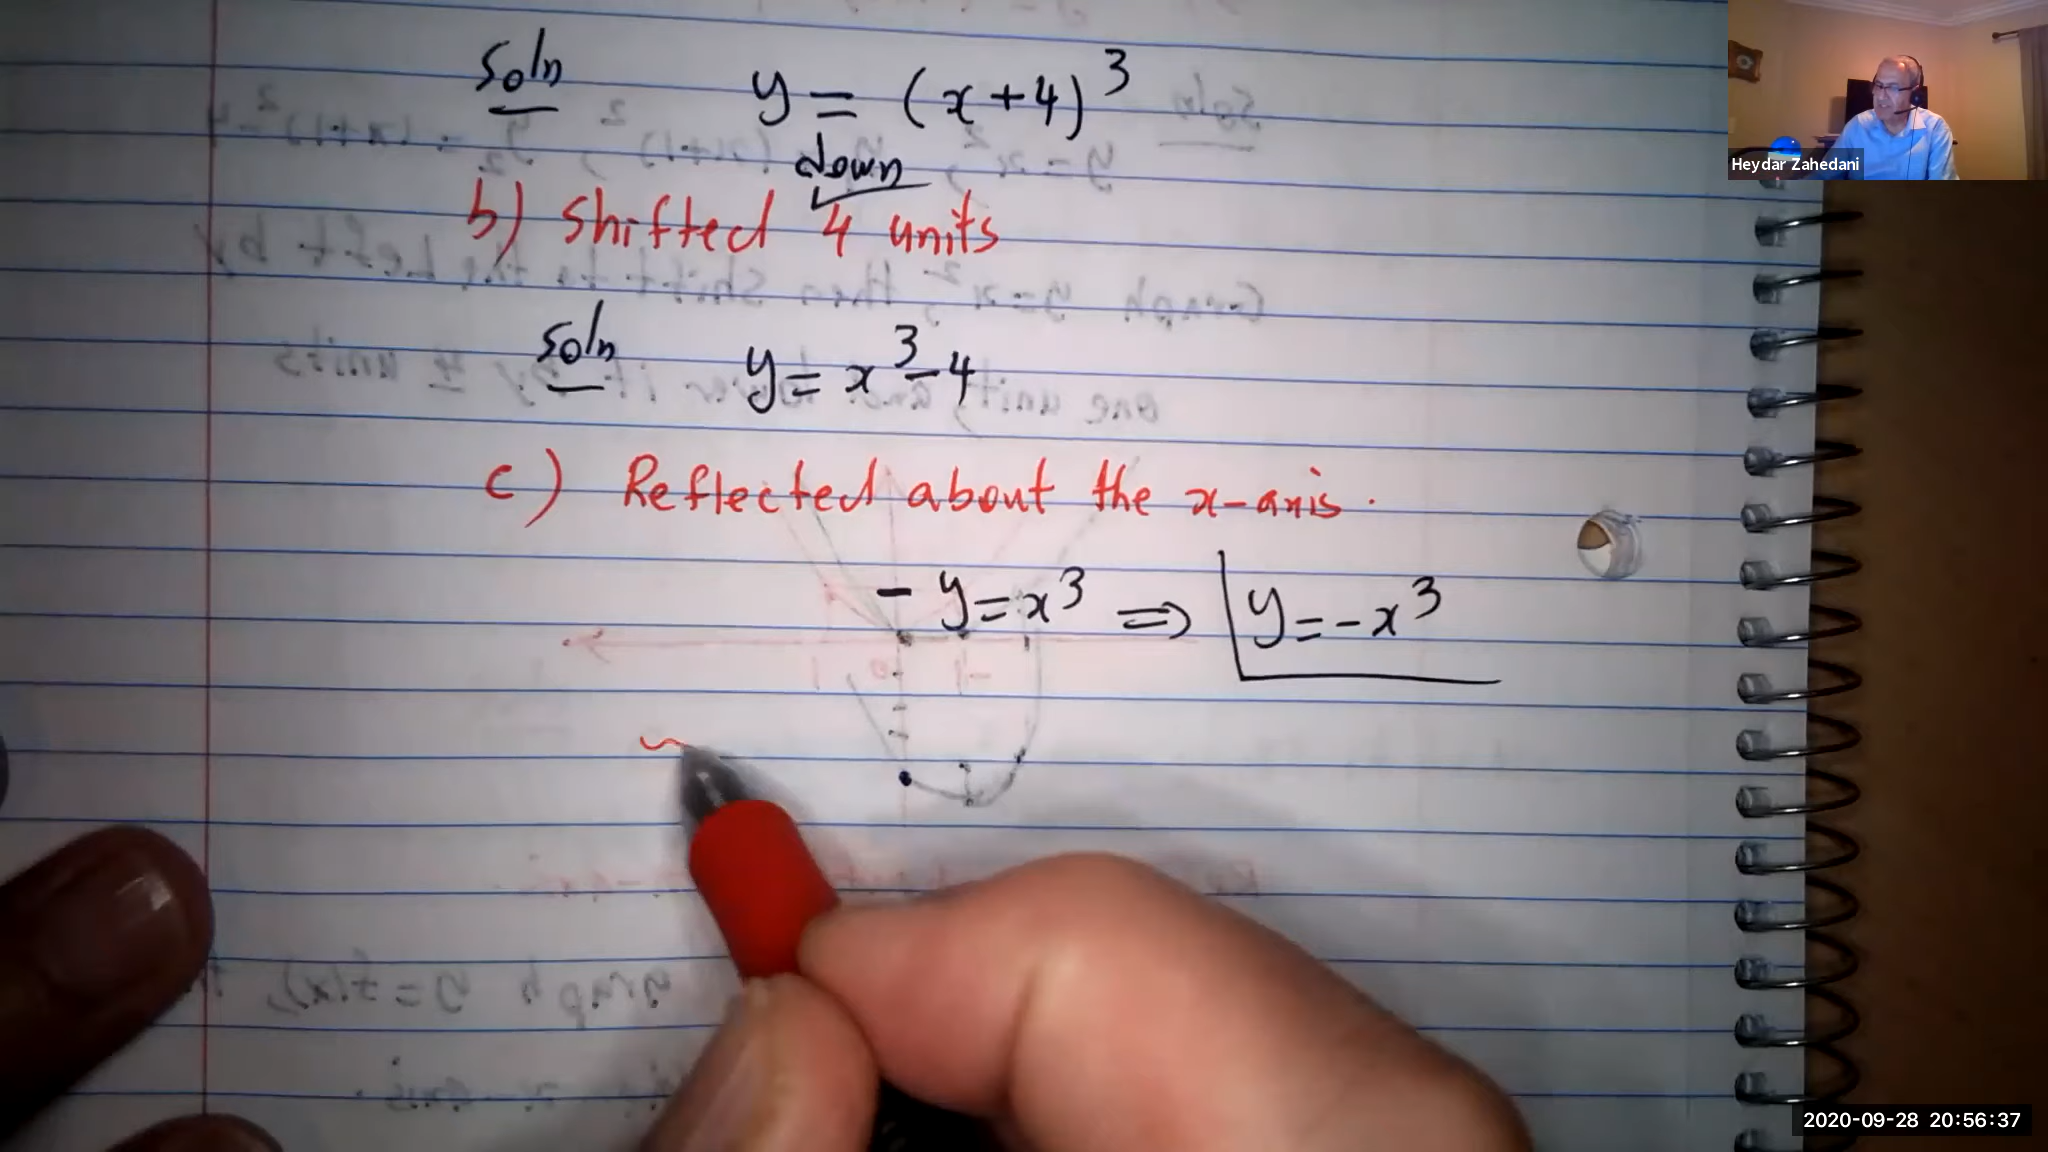 Soln y = (x+4)^3
down
b) Shifted 4 units
Soln y = x^3 - 4
c) Reflected about the x-axis.
- y = x^3 ⇒ y = -x^3
Heydar Zahedani
2020-09-28 20:56:37